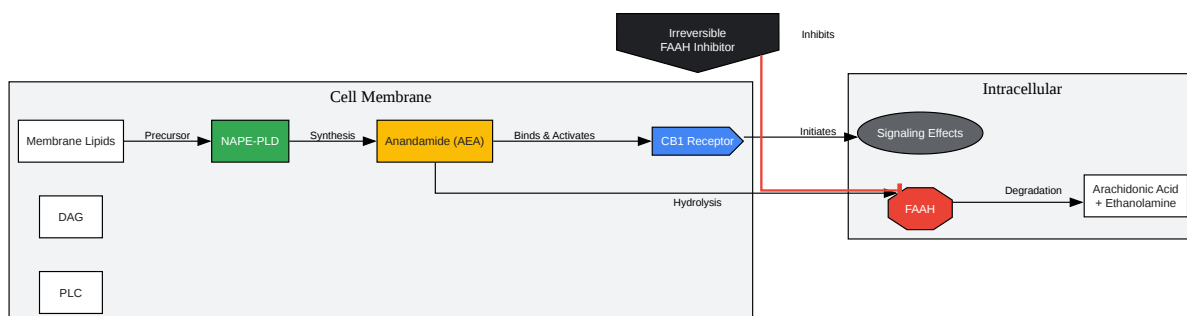 Irreversible
FAAH Inhibitor
Inhibits
Cell Membrane
Intracellular
Membrane Lipids
Precursor
NAPE-PLD
Synthesis
Anandamide (AEA)
Binds & Activates
CB1 Receptor
Initiates
Signaling Effects
Hydrolysis
FAAH
Degradation
Arachidonic Acid
+ Ethanolamine
DAG
PLC